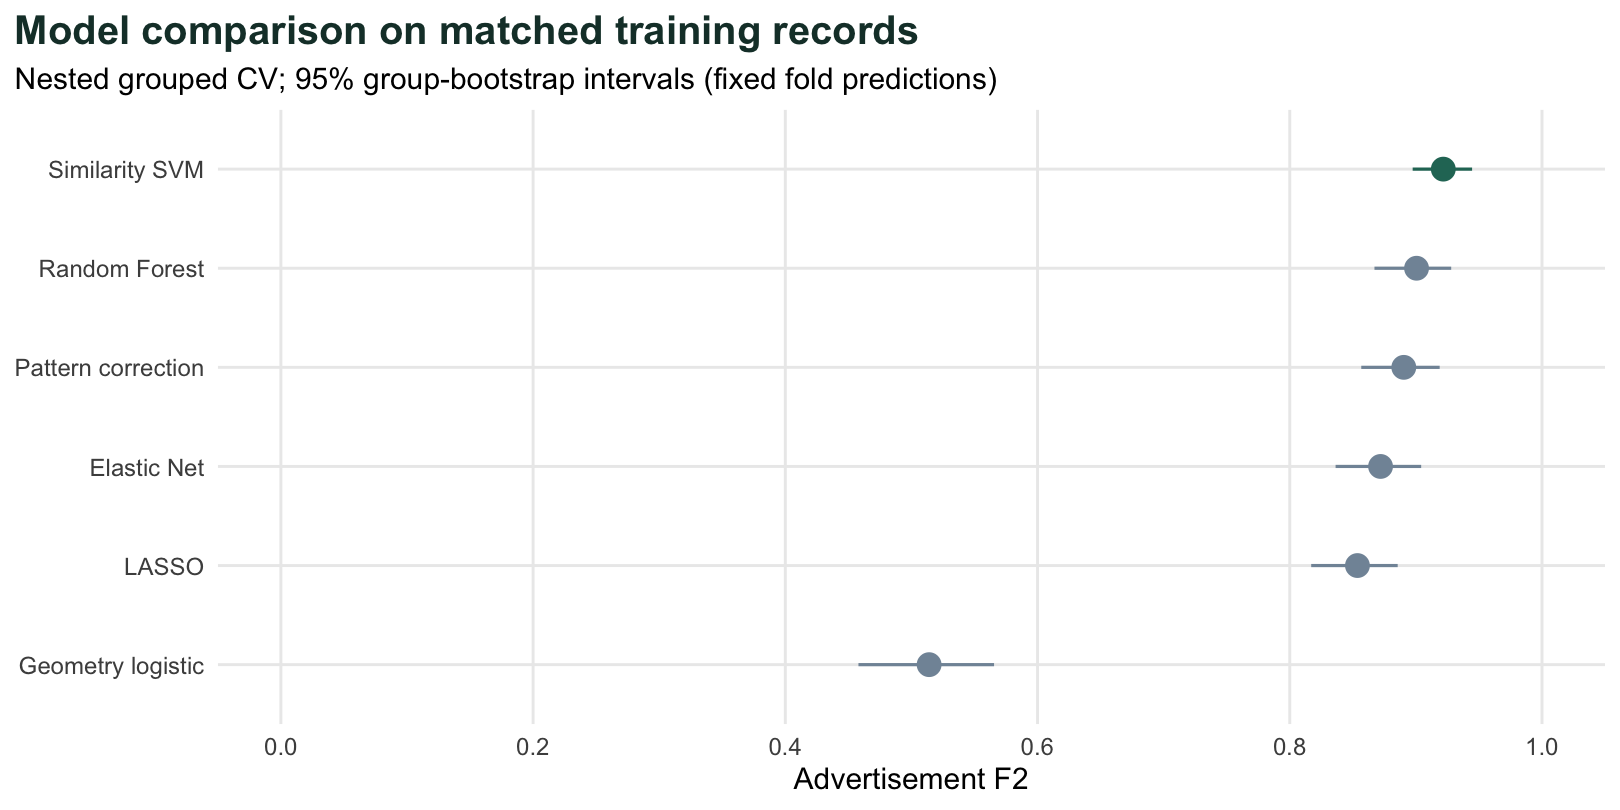 Model comparison on matched training records
Nested grouped CV; 95% group-bootstrap intervals (fixed fold predictions)
Similarity SVM
Random Forest
Pattern correction
Elastic Net
LASSO
Geometry logistic
0.0 0.2 0.4 0.6 0.8 1.0
Advertisement F2